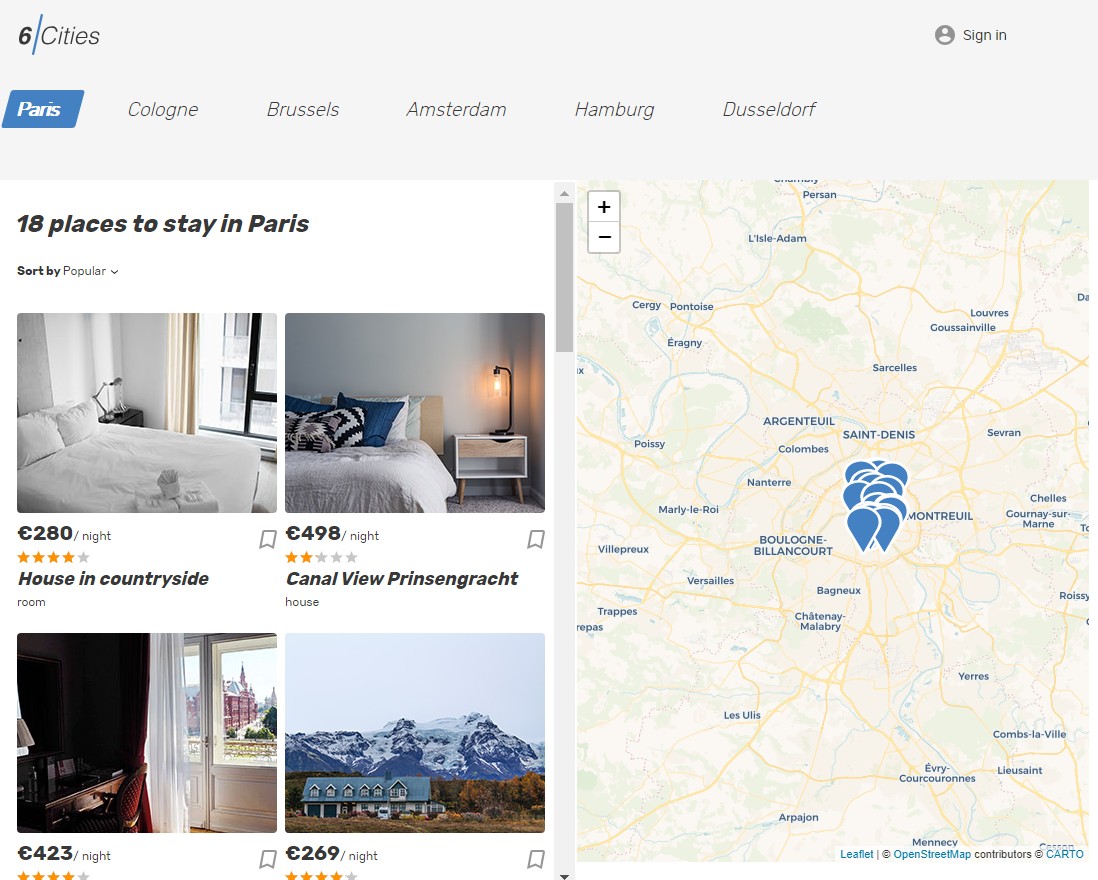 6 Cities
Sign in
Paris
Cologne
Brussels
Amsterdam
Hamburg
Dusseldorf
18 places to stay in Paris
Sort by Popular
€280/ night
House in countryside
room
€498/ night
Canal View Prinsengracht
house
€423/ night
€269/ night
+
−
Persan
L'Isle-Adam
Cergy
Pontoise
Louvres
Goussainville
Éragny
Sarcelles
ARGENTEUIL
SAINT-DENIS
Sevran
Poissy
Colombes
Nanterre
Chelles
Marly-le-Roi
MONTREUIL
Gournay-sur-
Marne
BOULOGNE-
BILLANCOURT
Villepreux
Versailles
Bagneux
Roissy
Trappes
Châtenay-
Malabry
repas
Yerres
Les Ulis
Combs-la-Ville
Évry-
Courcouronnes
Lieusaint
Arpajon
Mennecy
Leaflet | © OpenStreetMap contributors © CARTO